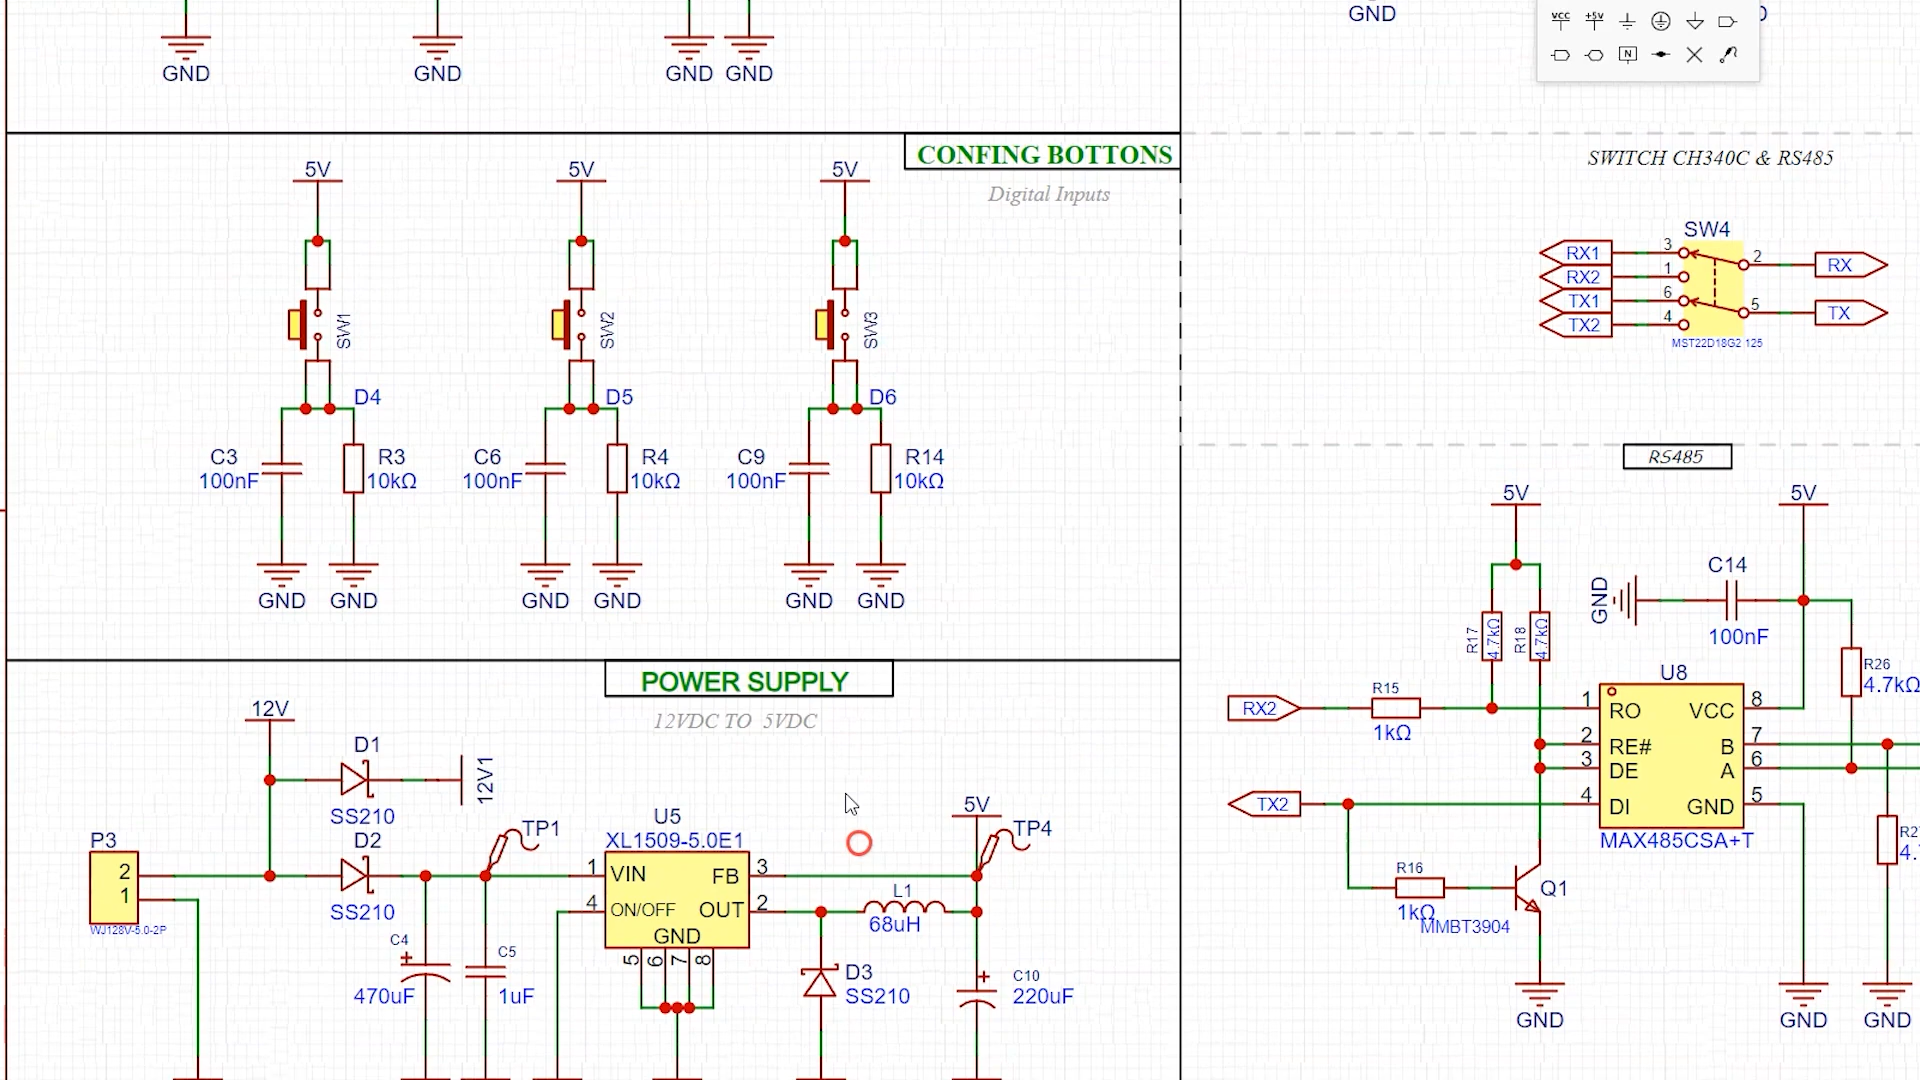 GND
GND
GND
GND
GND
VCC
+5V
N
CONFING BOTTONS
Digital Inputs
5V
5V
5V
SW1
SW2
SW3
D4
D5
D6
C3
100nF
R3
10kΩ
C6
100nF
R4
10kΩ
C9
100nF
R14
10kΩ
GND
GND
GND
GND
GND
GND
SWITCH CH340C & RS485
SW4
RX1
RX2
TX1
TX2
3
1
6
4
2
5
RX
TX
MST22D18G2 125
POWER SUPPLY
12VDC TO 5VDC
12V
D1
SS210
12V1
D2
SS210
P3
2
1
WJ128V-5.0-2P
TP1
C4
+
470uF
C5
1uF
U5
XL1509-5.0E1
1
VIN
4
ON/OFF
FB
3
OUT
2
GND
5
6
7
8
L1
68uH
D3
SS210
5V
TP4
+
C10
220uF
RS485
5V
5V
R17
4.7kΩ
R18
4.7kΩ
GND
C14
100nF
R26
4.7kΩ
RX2
R15
1kΩ
TX2
R16
1kΩ
Q1
MMBT3904
GND
U8
1
RO
2
RE#
3
DE
4
DI
VCC
8
B
7
A
6
GND
5
MAX485CSA+T
GND
GND